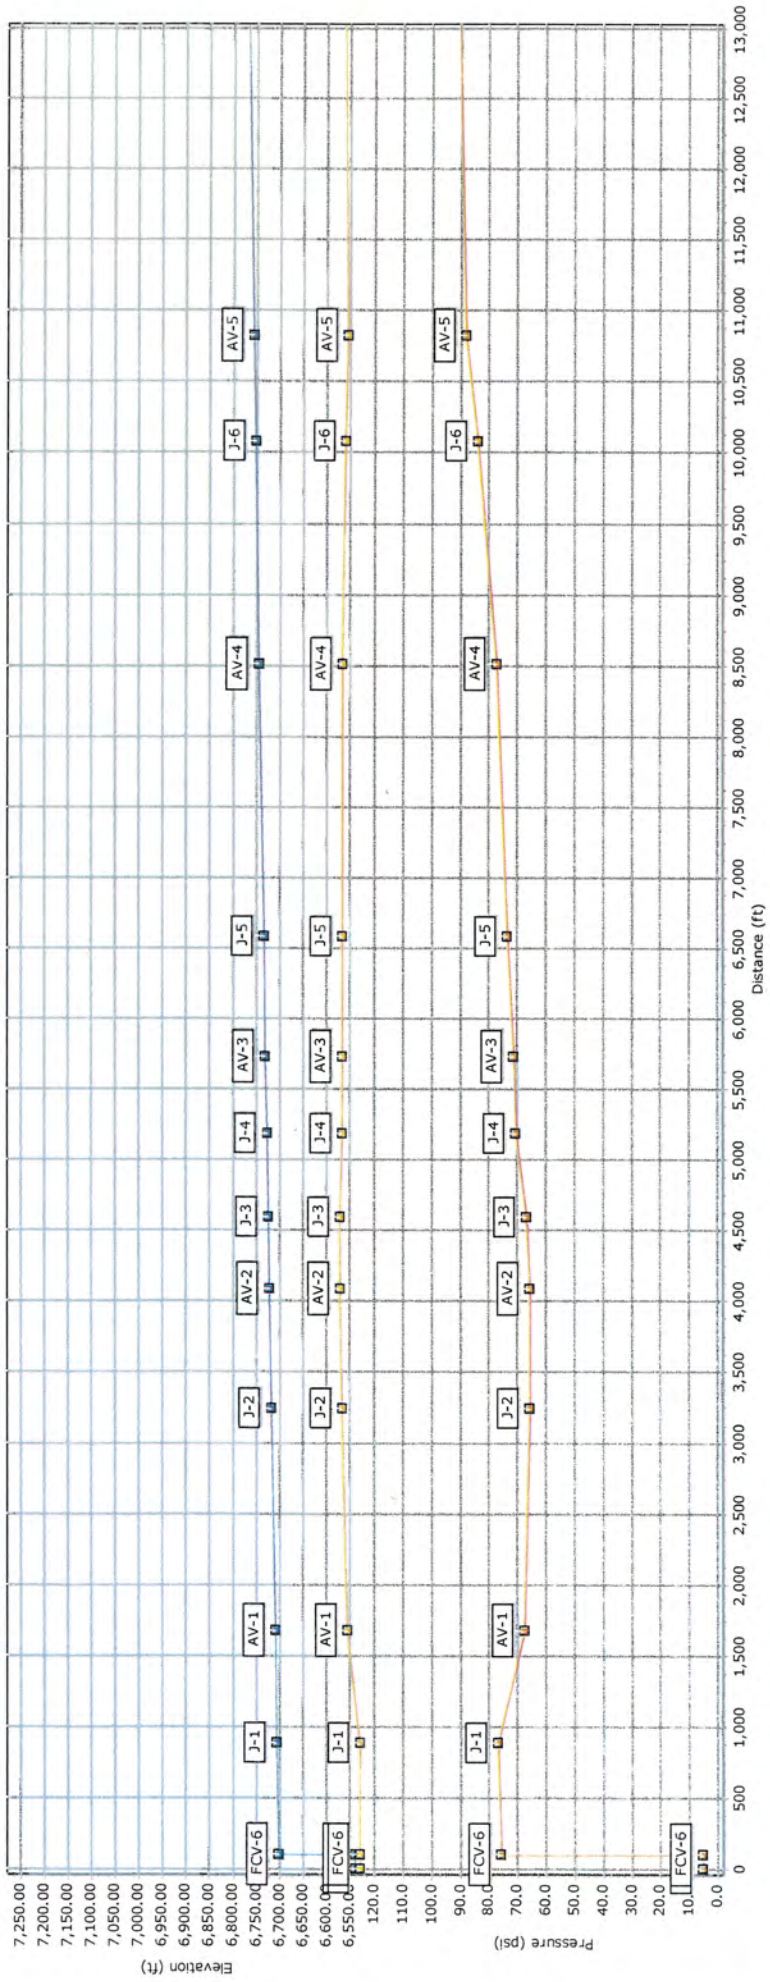 Elevation (ft)
7,250.00
7,200.00
7,150.00
7,100.00
7,050.00
7,000.00
6,950.00
6,900.00
6,850.00
6,800.00
6,750.00
6,700.00
6,650.00
6,600.00
6,550.00
FCV-6
J-1
AV-1
J-2
AV-2
J-3
J-4
AV-3
J-5
AV-4
J-6
AV-5
FCV-6
J-1
AV-1
J-2
AV-2
J-3
J-4
AV-3
J-5
AV-4
J-6
AV-5
Pressure (psi)
120.0
110.0
100.0
90.0
80.0
70.0
60.0
50.0
40.0
30.0
20.0
10.0
0.0
FCV-6
J-1
AV-1
J-2
AV-2
J-3
J-4
AV-3
J-5
AV-4
J-6
AV-5
FCV-6
0
500
1,000
1,500
2,000
2,500
3,000
3,500
4,000
4,500
5,000
5,500
6,000
6,500
7,000
7,500
8,000
8,500
9,000
9,500
10,000
10,500
11,000
11,500
12,000
12,500
13,000
Distance (ft)